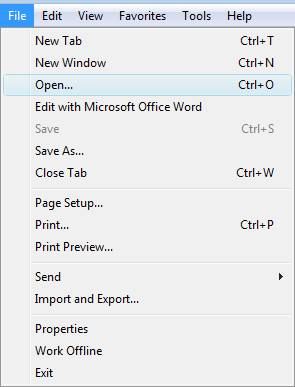 File Edit View Favorites Tools Help
New Tab Ctrl+T
New Window Ctrl+N
Open... Ctrl+O
Edit with Microsoft Office Word
Save Ctrl+S
Save As...
Close Tab Ctrl+W
Page Setup...
Print... Ctrl+P
Print Preview...
Send
Import and Export...
Properties
Work Offline
Exit